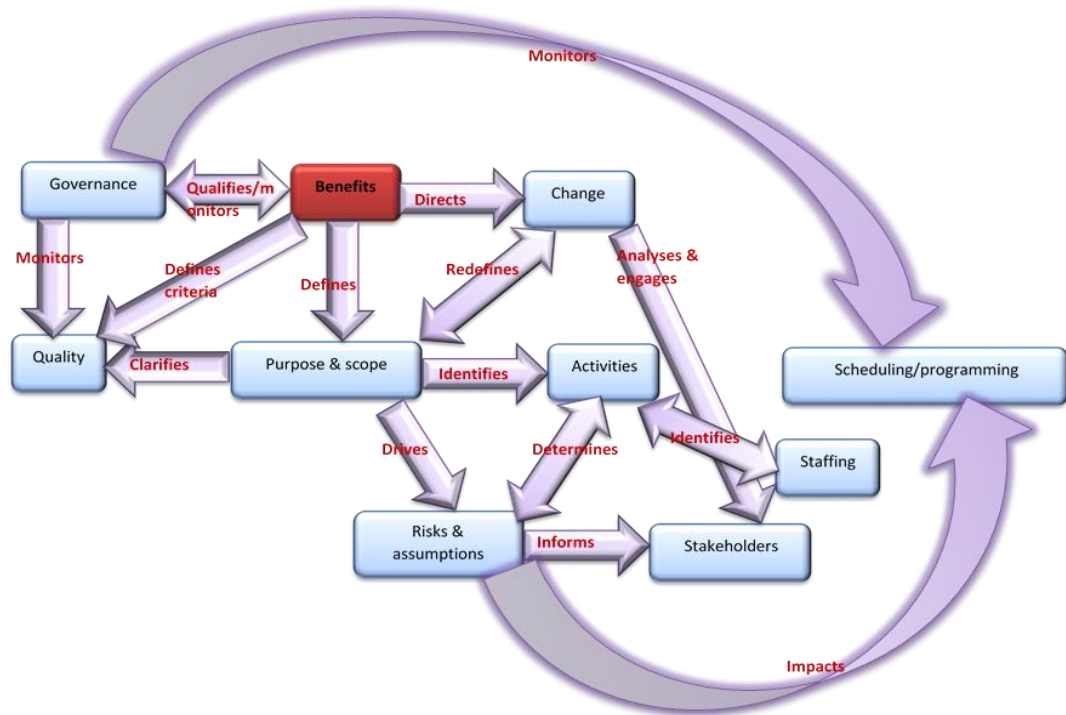 Monitors
Governance
Qualifies/m
onitors
Benefits
Directs
Change
Monitors
Defines
criteria
Defines
Redefines
Analyses &
engages
Quality
Clarifies
Purpose & scope
Identifies
Activities
Scheduling/programming
Drives
Determines
Identifies
Staffing
Risks &
assumptions
Informs
Stakeholders
Impacts